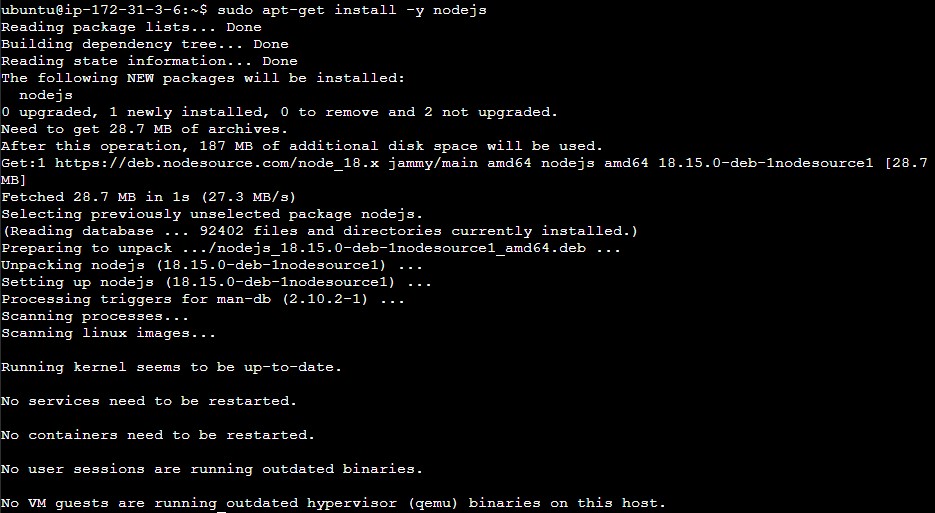 ubuntu@ip-172-31-3-6:~$ sudo apt-get install -y nodejs
Reading package lists... Done
Building dependency tree... Done
Reading state information... Done
The following NEW packages will be installed:
  nodejs
0 upgraded, 1 newly installed, 0 to remove and 2 not upgraded.
Need to get 28.7 MB of archives.
After this operation, 187 MB of additional disk space will be used.
Get:1 https://deb.nodesource.com/node_18.x jammy/main amd64 nodejs amd64 18.15.0-deb-1nodesource1 [28.7
MB]
Fetched 28.7 MB in 1s (27.3 MB/s)
Selecting previously unselected package nodejs.
(Reading database ... 92402 files and directories currently installed.)
Preparing to unpack .../nodejs_18.15.0-deb-1nodesource1_amd64.deb ...
Unpacking nodejs (18.15.0-deb-1nodesource1) ...
Setting up nodejs (18.15.0-deb-1nodesource1) ...
Processing triggers for man-db (2.10.2-1) ...
Scanning processes...
Scanning linux images...
Running kernel seems to be up-to-date.
No services need to be restarted.
No containers need to be restarted.
No user sessions are running outdated binaries.
No VM guests are running outdated hypervisor (qemu) binaries on this host.